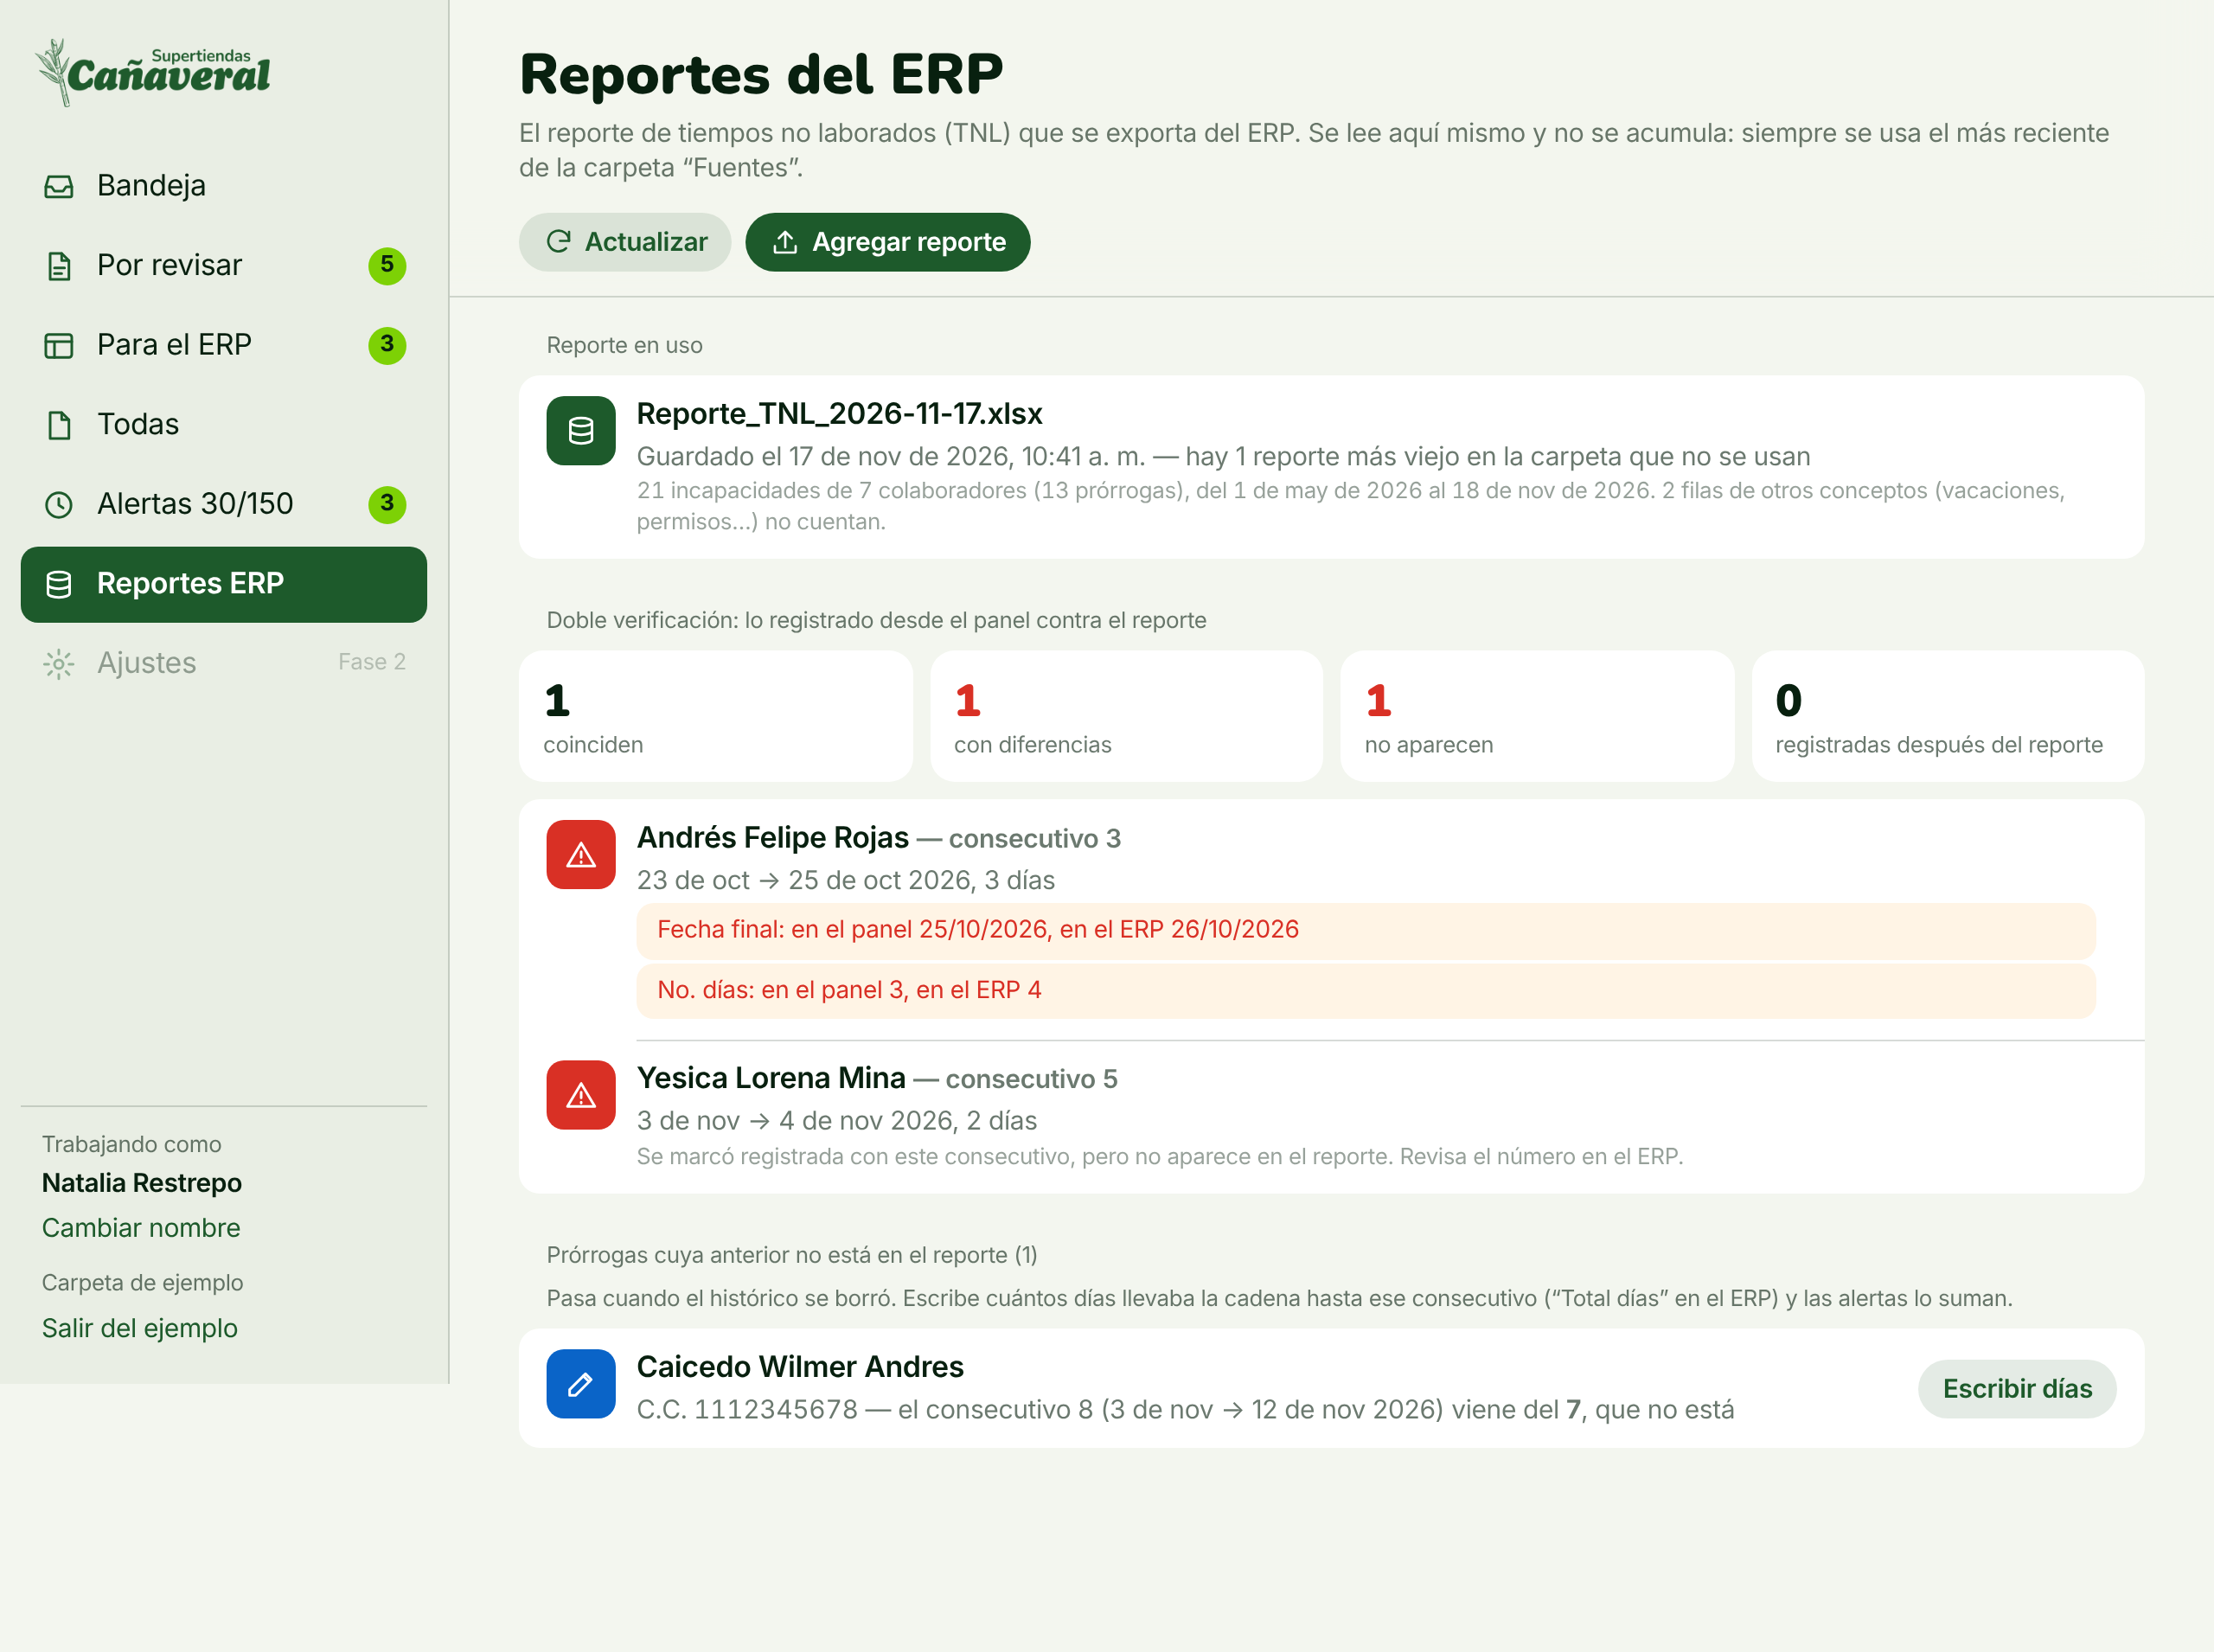 Supertiendas
Cañaveral
Bandeja
Por revisar 5
Para el ERP 3
Todas
Alertas 30/150 3
Reportes ERP
Ajustes Fase 2
Trabajando como
Natalia Restrepo
Cambiar nombre
Carpeta de ejemplo
Salir del ejemplo
Reportes del ERP
El reporte de tiempos no laborados (TNL) que se exporta del ERP. Se lee aquí mismo y no se acumula: siempre se usa el más reciente
de la carpeta “Fuentes”.
Actualizar
Agregar reporte
Reporte en uso
Reporte_TNL_2026-11-17.xlsx
Guardado el 17 de nov de 2026, 10:41 a. m. — hay 1 reporte más viejo en la carpeta que no se usan
21 incapacidades de 7 colaboradores (13 prórrogas), del 1 de may de 2026 al 18 de nov de 2026. 2 filas de otros conceptos (vacaciones,
permisos...) no cuentan.
Doble verificación: lo registrado desde el panel contra el reporte
1
coinciden
1
con diferencias
1
no aparecen
0
registradas después del reporte
Andrés Felipe Rojas — consecutivo 3
23 de oct → 25 de oct 2026, 3 días
Fecha final: en el panel 25/10/2026, en el ERP 26/10/2026
No. días: en el panel 3, en el ERP 4
Yesica Lorena Mina — consecutivo 5
3 de nov → 4 de nov 2026, 2 días
Se marcó registrada con este consecutivo, pero no aparece en el reporte. Revisa el número en el ERP.
Prórrogas cuya anterior no está en el reporte (1)
Pasa cuando el histórico se borró. Escribe cuántos días llevaba la cadena hasta ese consecutivo (“Total días” en el ERP) y las alertas lo suman.
Caicedo Wilmer Andres
C.C. 1112345678 — el consecutivo 8 (3 de nov → 12 de nov 2026) viene del 7, que no está
Escribir días